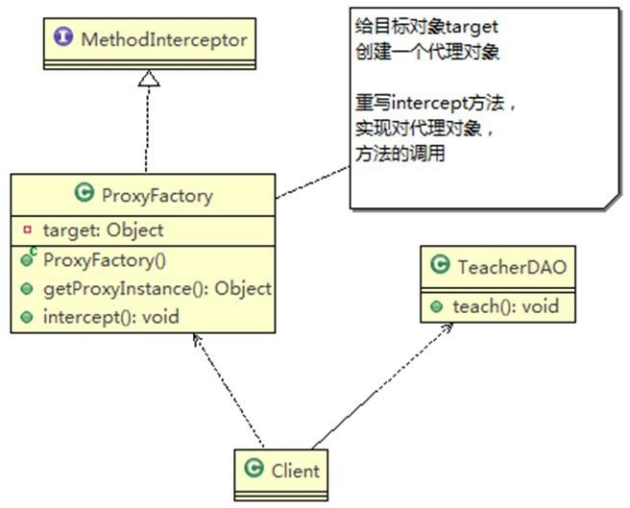 I MethodInterceptor
给目标对象target
创建一个代理对象
重写intercept方法，
实现对代理对象，
方法的调用
C ProxyFactory
target: Object
C ProxyFactory()
getProxyInstance(): Object
intercept(): void
C TeacherDAO
teach(): void
C Client